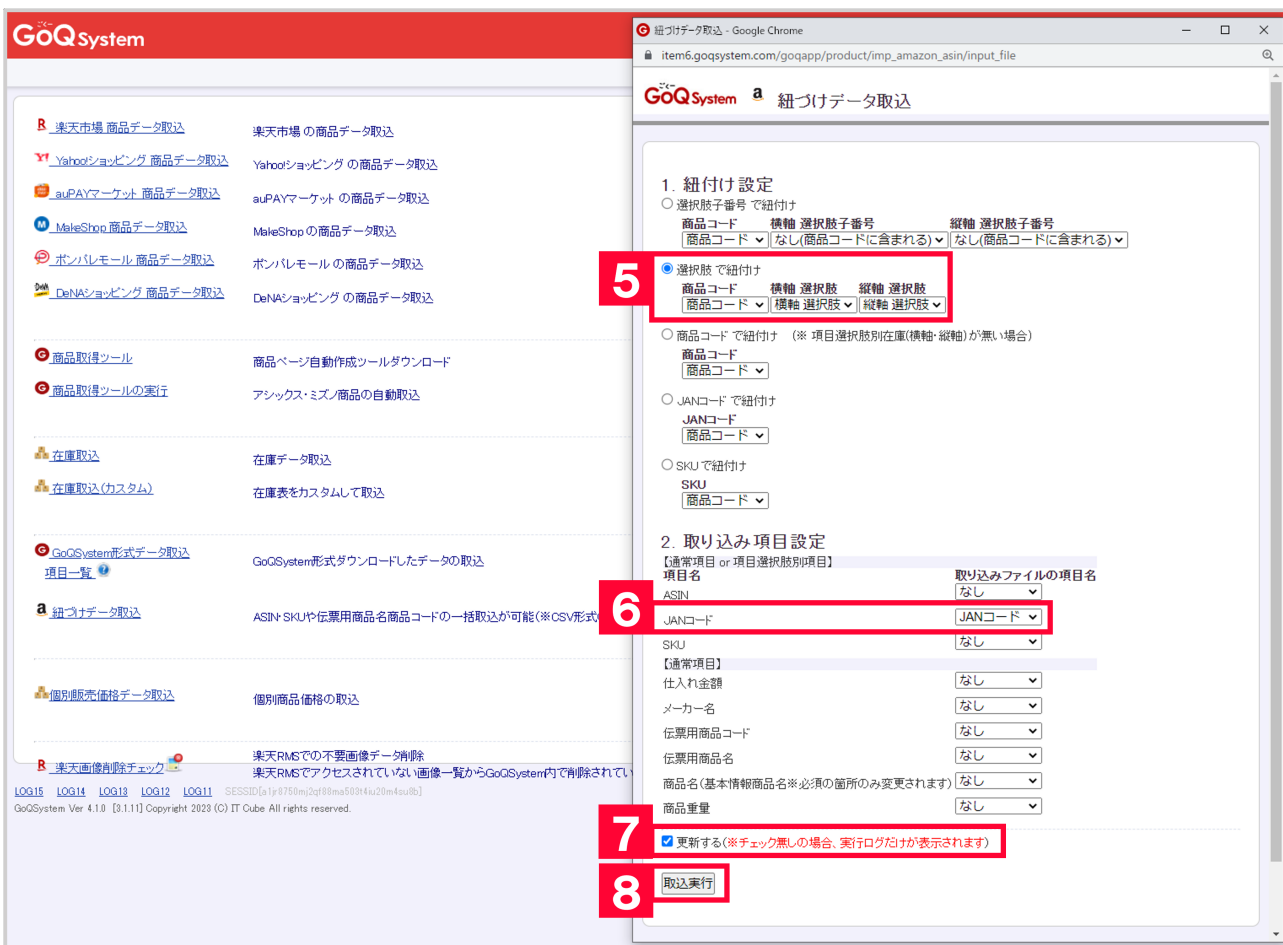 ごくー
GoQSystem
R 楽天市場 商品データ取込
楽天市場 の商品データ取込
Y! Yahoo!ショッピング 商品データ取込
Yahoo!ショッピング の商品データ取込
auPAYマーケット 商品データ取込
auPAYマーケット の商品データ取込
M MakeShop 商品データ取込
MakeShop の商品データ取込
ポンパレモール 商品データ取込
ポンパレモール の商品データ取込
DeNA DeNAショッピング 商品データ取込
DeNAショッピング の商品データ取込
G 商品取得ツール
商品ページ自動作成ツールダウンロード
G 商品取得ツールの実行
アシックス・ミズノ商品の自動取込
在庫取込
在庫データ取込
在庫取込(カスタム)
在庫表をカスタムして取込
G GoQSystem形式データ取込
項目一覧 ?
GoQSystem形式ダウンロードしたデータの取込
a 紐づけデータ取込
ASIN・SKUや伝票用商品名商品コードの一括取込が可能(※CSV形式
個別販売価格データ取込
個別商品価格の取込
R 楽天画像削除チェック
楽天RMSでの不要画像データ削除
楽天RMSでアクセスされていない画像一覧からGoQSystem内で削除されてい
LOG15 LOG14 LOG13 LOG12 LOG11
GoQSystem Ver 4.1.0 [3.1.11] Copyright 2023 (C) IT Cube All rights reserved.
G 紐づけデータ取込 - Google Chrome
item6.goqsystem.com/goqapp/product/imp_amazon_asin/input_file
ごくー
GoQSystem a 紐づけデータ取込
1. 紐付け設定
選択肢子番号 で紐付け
商品コード 横軸 選択肢子番号 縦軸 選択肢子番号
商品コード なし(商品コードに含まれる) なし(商品コードに含まれる)
5
選択肢 で紐付け
商品コード 横軸 選択肢 縦軸 選択肢
商品コード 横軸 選択肢 縦軸 選択肢
商品コード で紐付け (※ 項目選択肢別在庫(横軸・縦軸)が無い場合)
商品コード
商品コード
JANコード で紐付け
JANコード
商品コード
SKU で紐付け
SKU
商品コード
2. 取り込み項目設定
【通常項目 or 項目選択肢別項目】
項目名 取り込みファイルの項目名
ASIN なし
6
JANコード JANコード
SKU なし
【通常項目】
仕入れ金額 なし
メーカー名 なし
伝票用商品コード なし
伝票用商品名 なし
商品名(基本情報商品名※必須の箇所のみ変更されます) なし
商品重量 なし
7
更新する(※チェック無しの場合、実行ログだけが表示されます)
8
取込実行